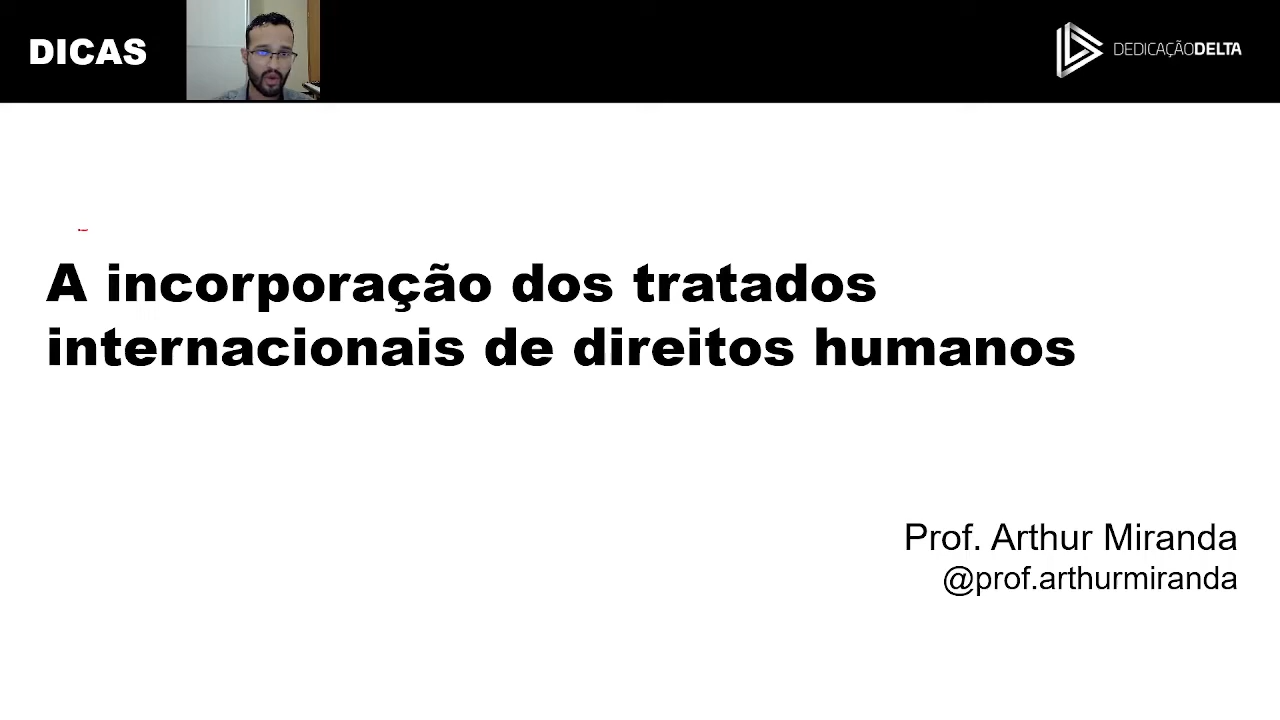 DICAS
DEDICAÇÃODELTA
A incorporação dos tratados
internacionais de direitos humanos
Prof. Arthur Miranda
@prof.arthurmiranda